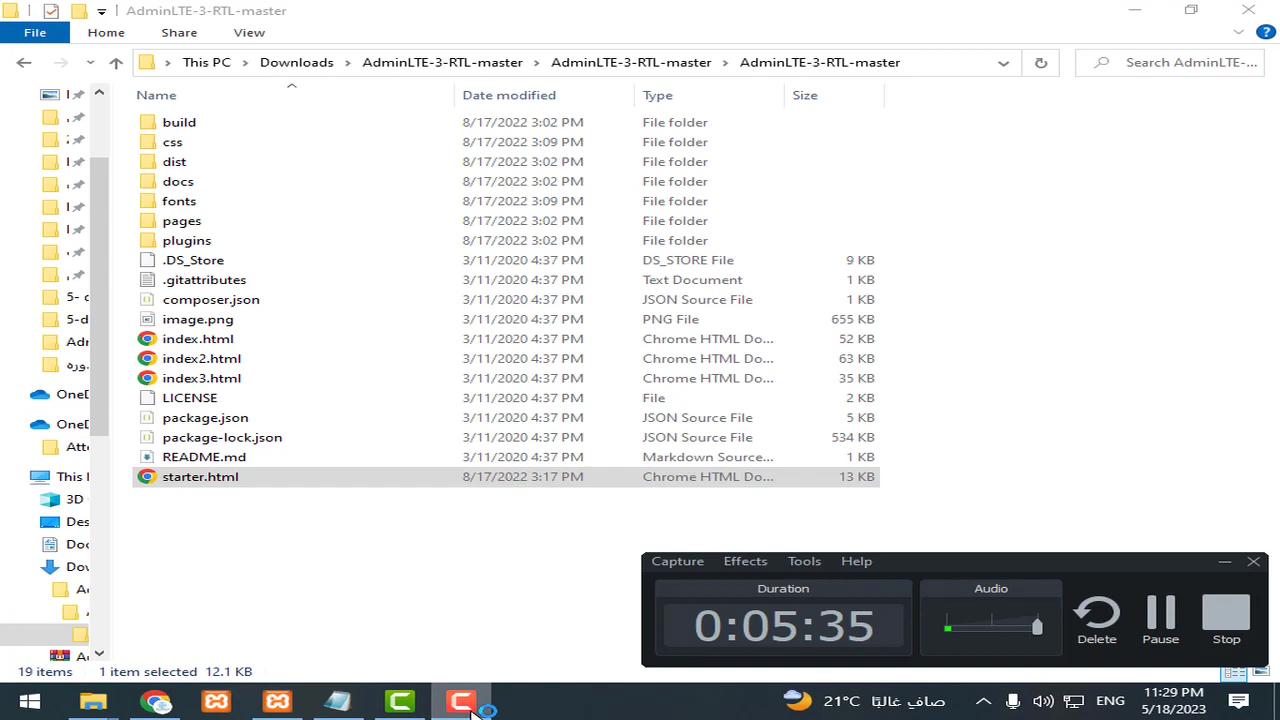 AdminLTE-3-RTL-master
File Home Share View
This PC Downloads AdminLTE-3-RTL-master AdminLTE-3-RTL-master AdminLTE-3-RTL-master Search AdminLTE-...
Name Date modified Type Size
build 8/17/2022 3:02 PM File folder
css 8/17/2022 3:09 PM File folder
dist 8/17/2022 3:02 PM File folder
docs 8/17/2022 3:02 PM File folder
fonts 8/17/2022 3:09 PM File folder
pages 8/17/2022 3:02 PM File folder
plugins 8/17/2022 3:02 PM File folder
.DS_Store 3/11/2020 4:37 PM DS_STORE File 9 KB
.gitattributes 3/11/2020 4:37 PM Text Document 1 KB
5- d composer.json 3/11/2020 4:37 PM JSON Source File 1 KB
5-d image.png 3/11/2020 4:37 PM PNG File 655 KB
Adr index.html 3/11/2020 4:37 PM Chrome HTML Do... 52 KB
index2.html 3/11/2020 4:37 PM Chrome HTML Do... 63 KB
index3.html 3/11/2020 4:37 PM Chrome HTML Do... 35 KB
OneD LICENSE 3/11/2020 4:37 PM File 2 KB
OneD package.json 3/11/2020 4:37 PM JSON Source File 5 KB
Atte package-lock.json 3/11/2020 4:37 PM JSON Source File 534 KB
README.md 3/11/2020 4:37 PM Markdown Source... 1 KB
This starter.html 8/17/2022 3:17 PM Chrome HTML Do... 13 KB
3D
Des
Doc
Dov
Capture Effects Tools Help
Duration Audio
0:05:35
Delete Pause Stop
19 items 1 item selected 12.1 KB
21°C صافٍ غالبًا ENG 11:29 PM
5/18/2023